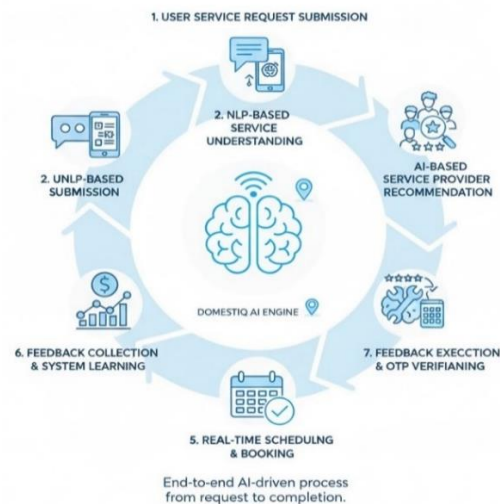 1. USER SERVICE REQUEST SUBMISSION
2. NLP-BASED
SERVICE
UNDERSTANDING
AI-BASED
SERVICE PROVIDER
RECOMMENDATION
2. UNLP-BASED
SUBMISSION
DOMESTIQ AI ENGINE
6. FEEDBACK COLLECTION
& SYSTEM LEARNING
7. FEEDBACK EXECCTION
& OTP VERIFIANING
5. REAL-TIME SCHEDULNG
& BOOKING
End-to-end AI-driven process
from request to completion.